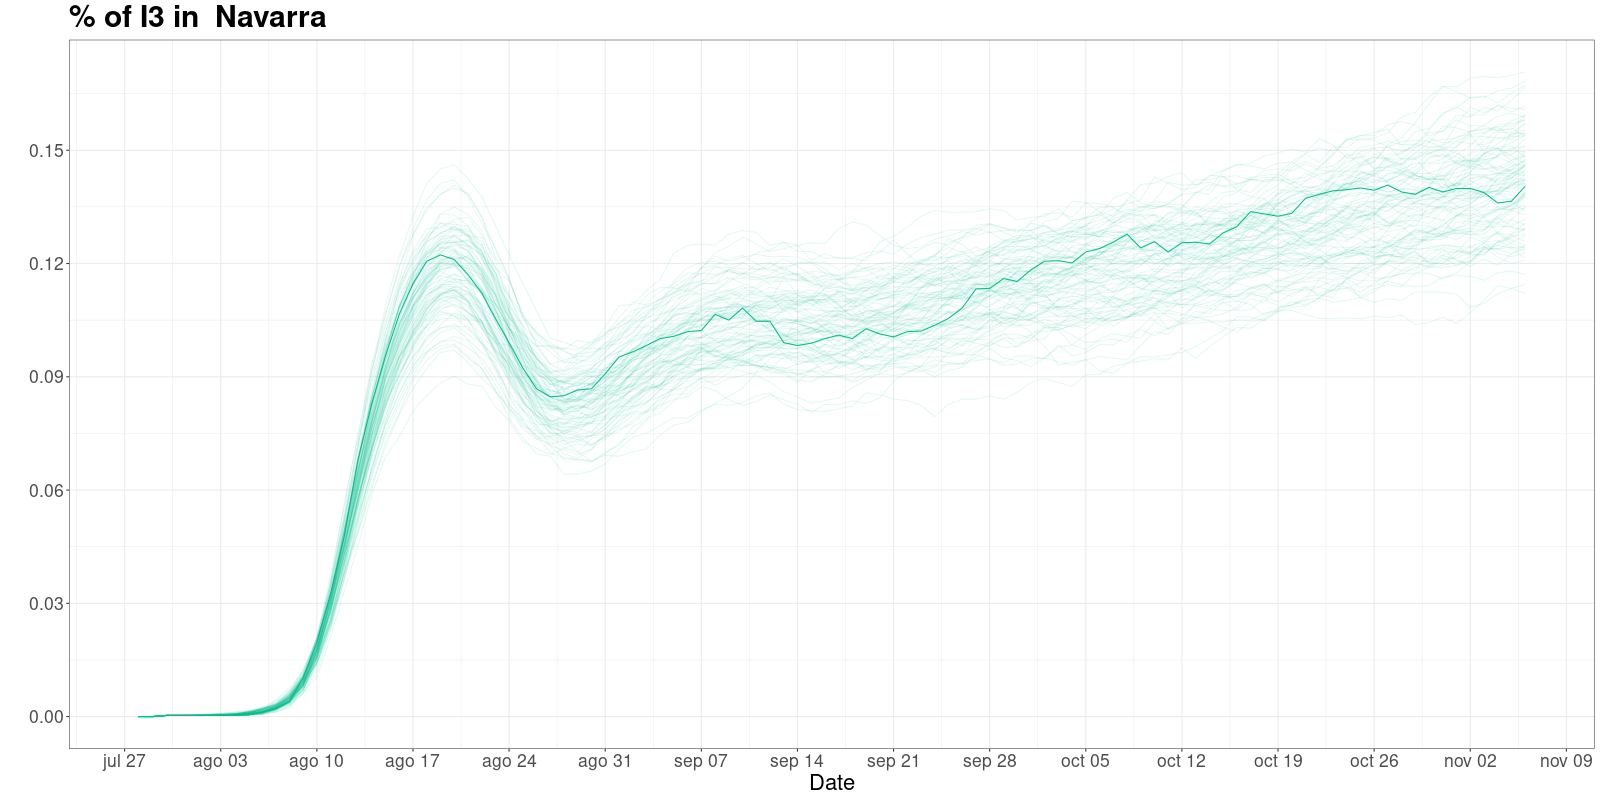 % of I3 in  Navarra
0.15
0.12
0.09
0.06
0.03
0.00
jul 27 ago 03 ago 10 ago 17 ago 24 ago 31 sep 07 sep 14 sep 21 sep 28 oct 05 oct 12 oct 19 oct 26 nov 02 nov 09
Date